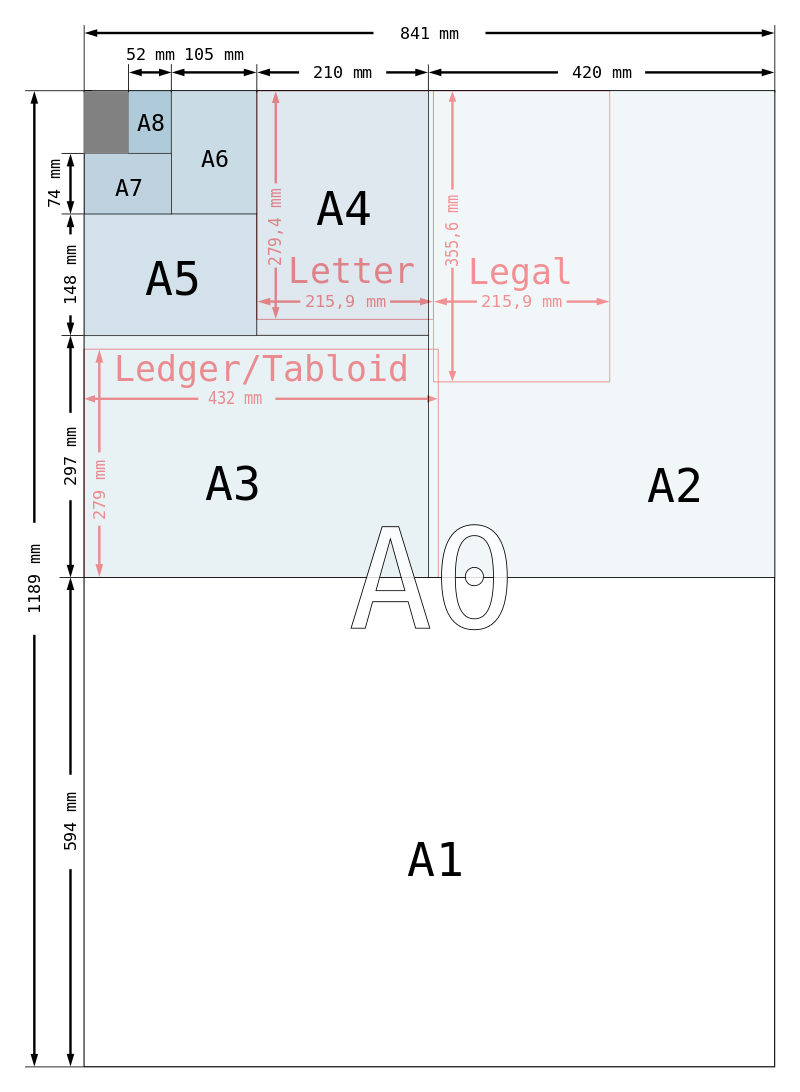 841 mm
52 mm 105 mm
210 mm
420 mm
A8
A6
A7
74 mm
A4
279,4 mm
355,6 mm
Letter
Legal
215,9 mm
215,9 mm
A5
148 mm
Ledger/Tabloid
432 mm
297 mm
279 mm
A3
A2
A0
1189 mm
594 mm
A1